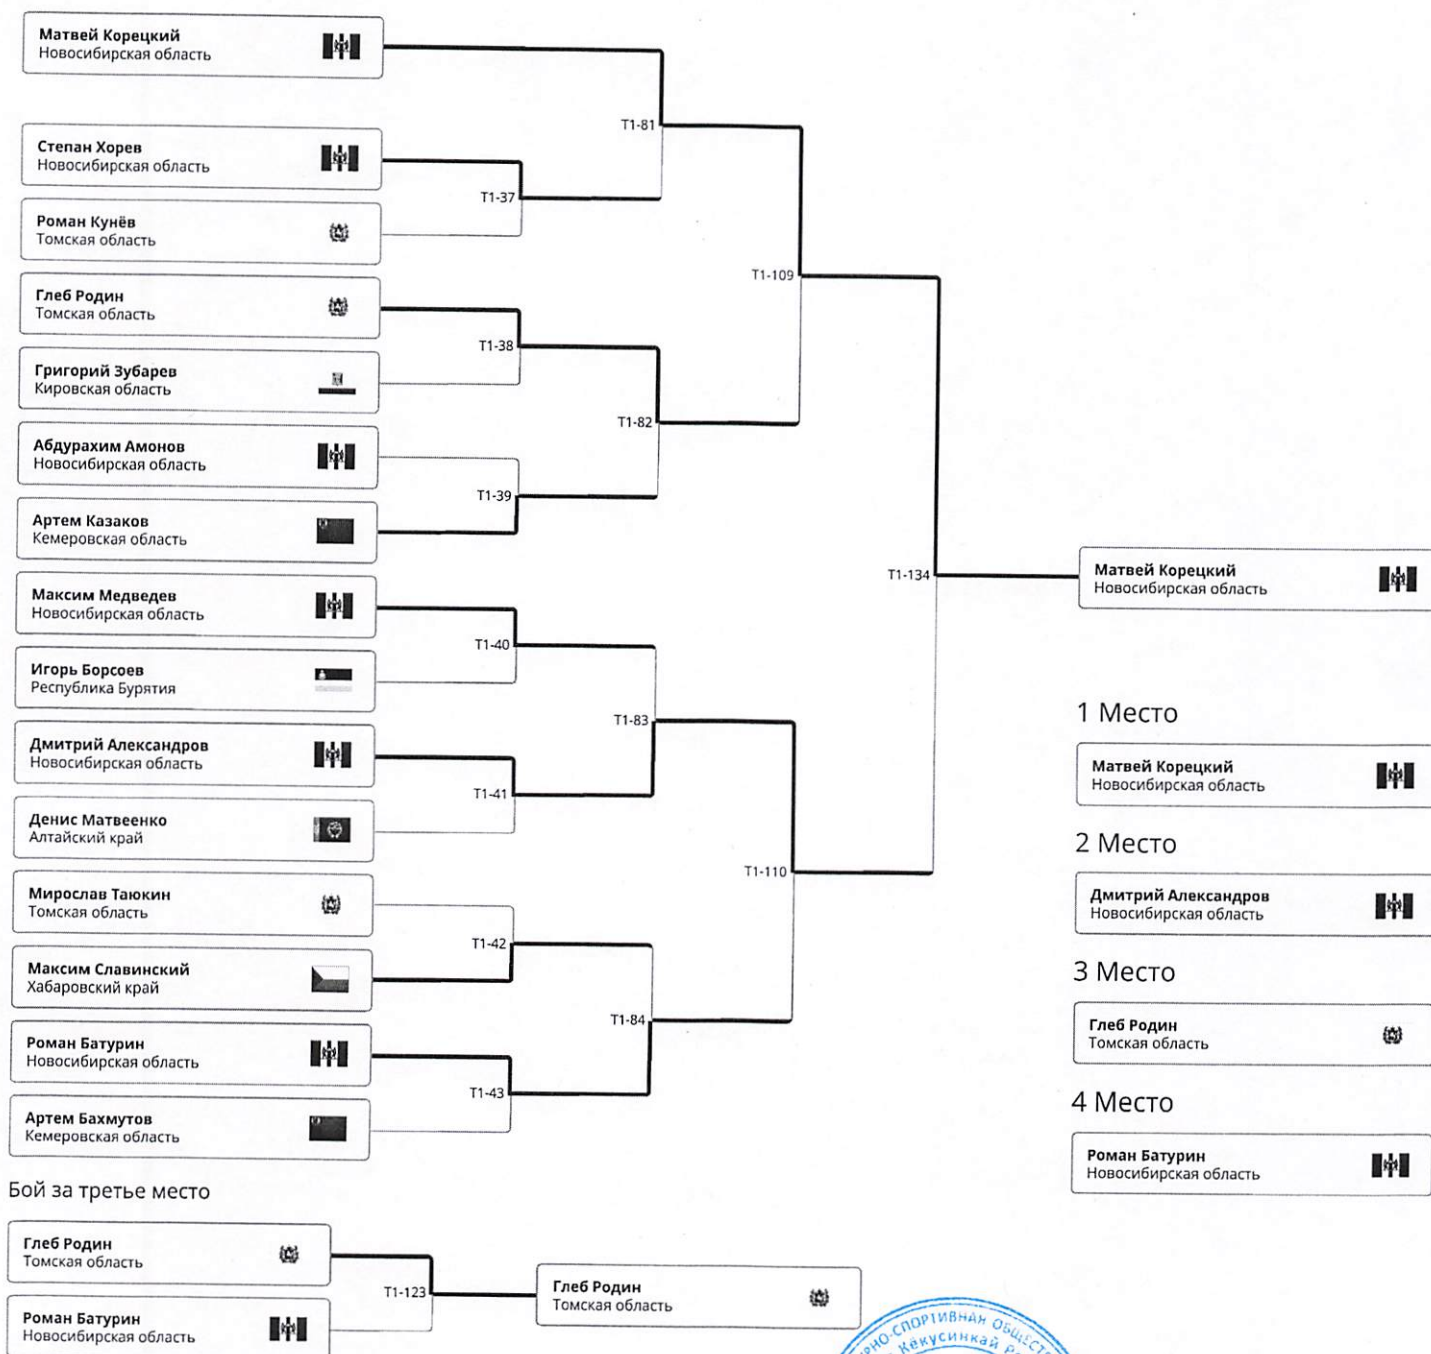 Матвей Корецкий
Новосибирская область
Степан Хорев
Новосибирская область
Роман Кунёв
Томская область
Глеб Родин
Томская область
Григорий Зубарев
Кировская область
Абдурахим Амонов
Новосибирская область
Артем Казаков
Кемеровская область
Максим Медведев
Новосибирская область
Игорь Борсоев
Республика Бурятия
Дмитрий Александров
Новосибирская область
Денис Матвеенко
Алтайский край
Мирослав Таюкин
Томская область
Максим Славинский
Хабаровский край
Роман Батурин
Новосибирская область
Артем Бахмутов
Кемеровская область
T1-37
T1-38
T1-39
T1-40
T1-41
T1-42
T1-43
T1-81
T1-82
T1-83
T1-84
T1-109
T1-110
T1-134
Матвей Корецкий
Новосибирская область
1 Место
Матвей Корецкий
Новосибирская область
2 Место
Дмитрий Александров
Новосибирская область
3 Место
Глеб Родин
Томская область
4 Место
Роман Батурин
Новосибирская область
Бой за третье место
Глеб Родин
Томская область
Роман Батурин
Новосибирская область
T1-123
Глеб Родин
Томская область